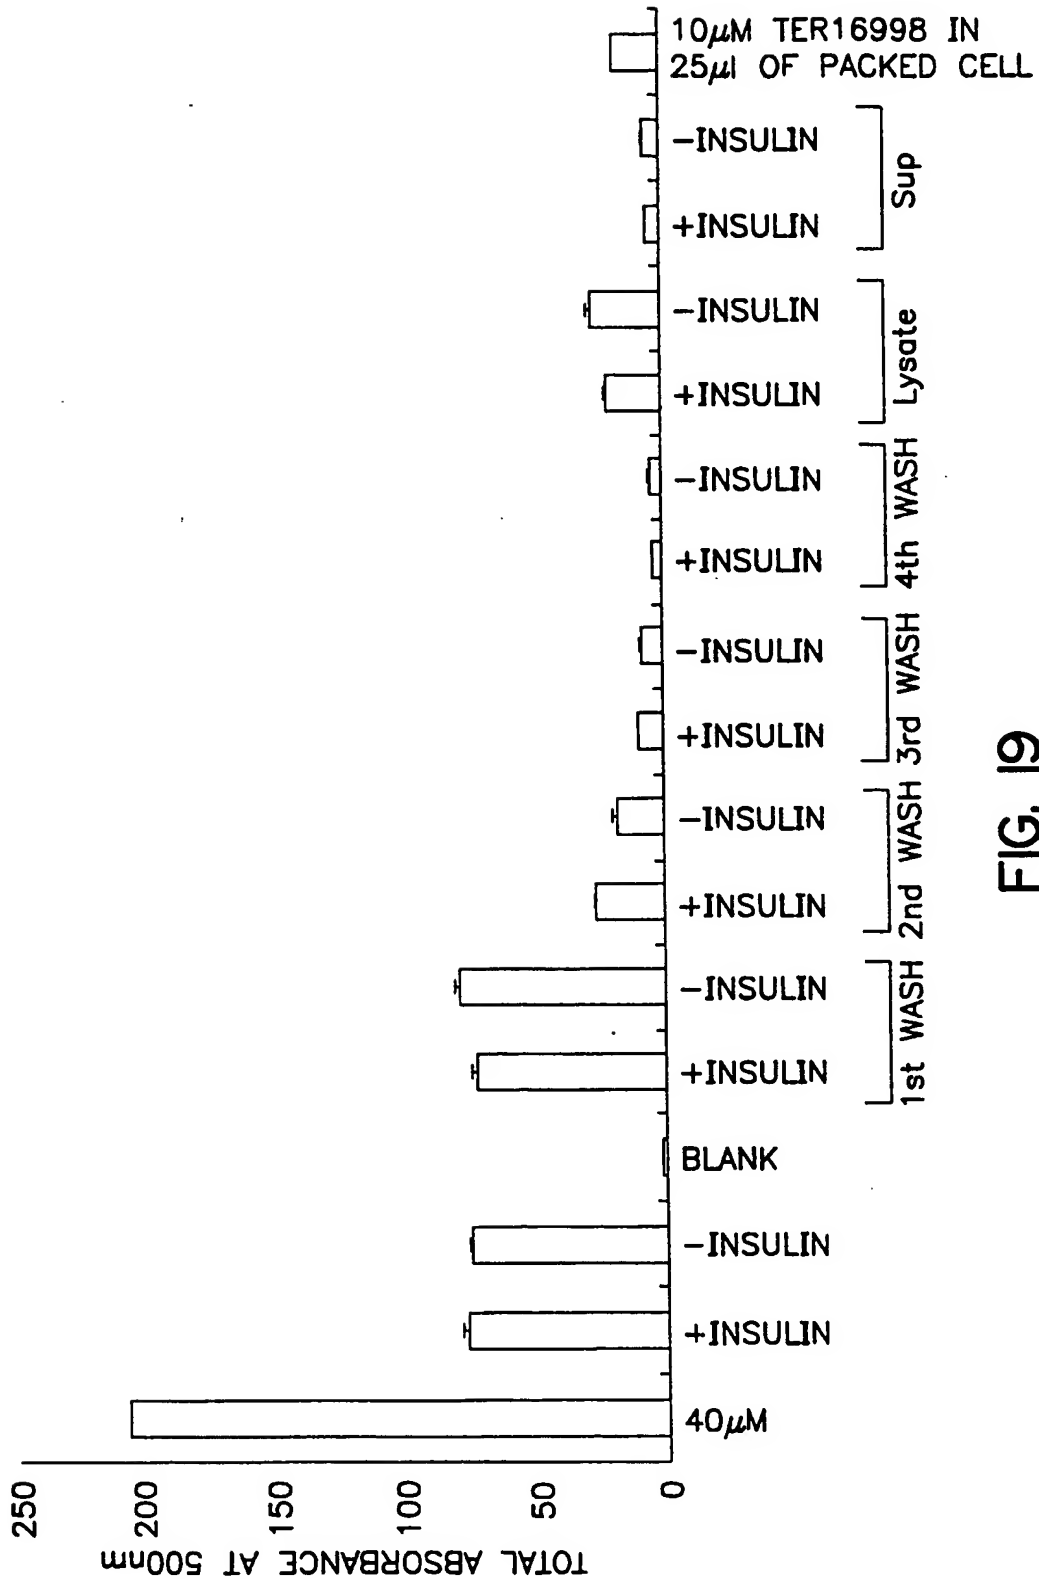 TOTAL ABSORBANCE AT 500nm
250
200
150
100
50
0
40μM
+INSULIN
-INSULIN
BLANK
+INSULIN
-INSULIN
1st WASH
+INSULIN
-INSULIN
2nd WASH
+INSULIN
-INSULIN
3rd WASH
+INSULIN
-INSULIN
4th WASH
+INSULIN
-INSULIN
Lysate
+INSULIN
-INSULIN
Sup
10μM TER16998 IN
25μl OF PACKED CELL
FIG. 19